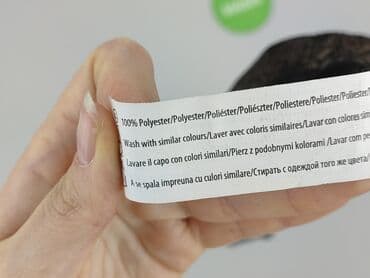 100% Polyester/Polyester/Poliéster/Poliészter/Poliestere/Poliester/Poliester/
Wash with similar colours/Laver avec coloris similaires/Lavar con colores
Lavare il capo con colori similari/Pierz z podobnymi kolorami /Lavar com
A se spala impreuna cu culori similare/Стирать с одеждой того же цвета/